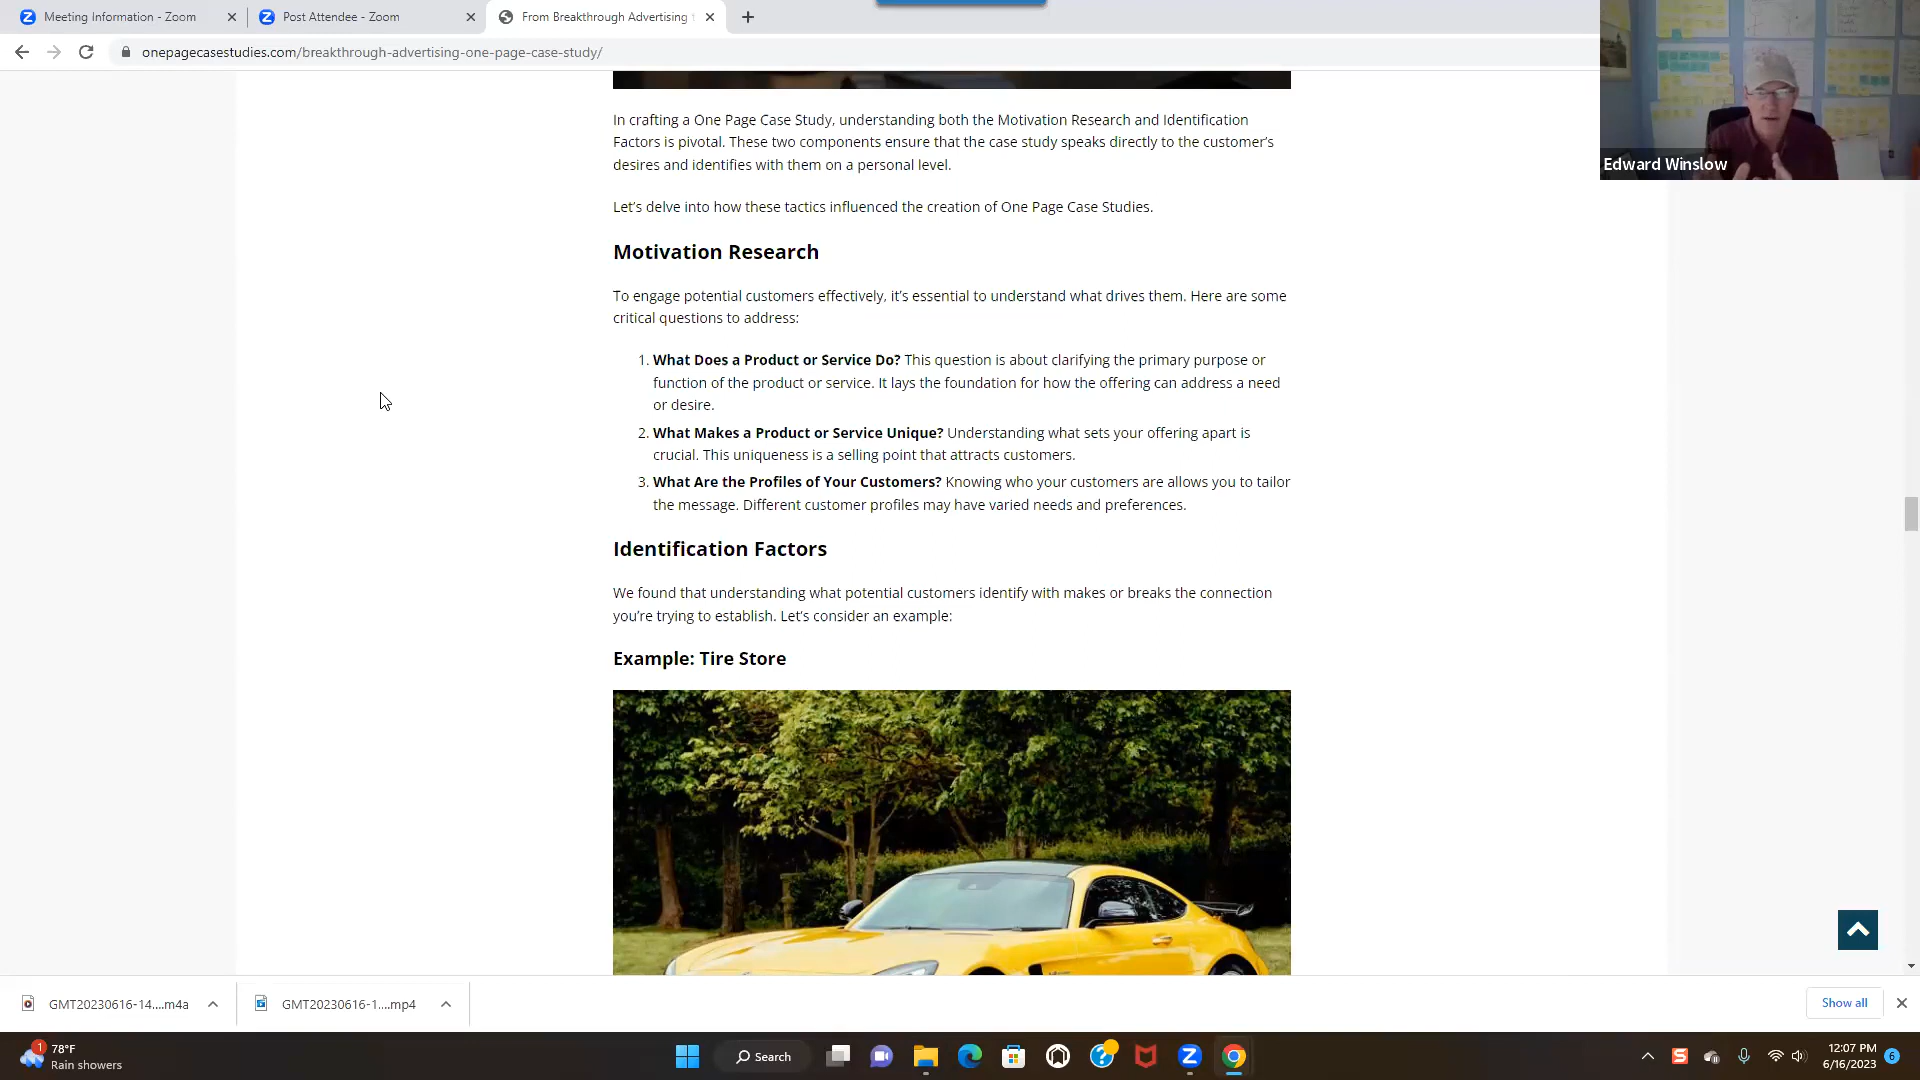 Meeting Information - Zoom
Post Attendee - Zoom
From Breakthrough Advertising
onepagecasestudies.com/breakthrough-advertising-one-page-case-study/
Edward Winslow
In crafting a One Page Case Study, understanding both the Motivation Research and Identification
Factors is pivotal. These two components ensure that the case study speaks directly to the customer’s
desires and identifies with them on a personal level.
Let’s delve into how these tactics influenced the creation of One Page Case Studies.
Motivation Research
To engage potential customers effectively, it’s essential to understand what drives them. Here are some
critical questions to address:
1. What Does a Product or Service Do? This question is about clarifying the primary purpose or
function of the product or service. It lays the foundation for how the offering can address a need
or desire.
2. What Makes a Product or Service Unique? Understanding what sets your offering apart is
crucial. This uniqueness is a selling point that attracts customers.
3. What Are the Profiles of Your Customers? Knowing who your customers are allows you to tailor
the message. Different customer profiles may have varied needs and preferences.
Identification Factors
We found that understanding what potential customers identify with makes or breaks the connection
you’re trying to establish. Let’s consider an example:
Example: Tire Store
GMT20230616-14....m4a
GMT20230616-1....mp4
Show all
1
78°F
Rain showers
Search
12:07 PM
6/16/2023
6